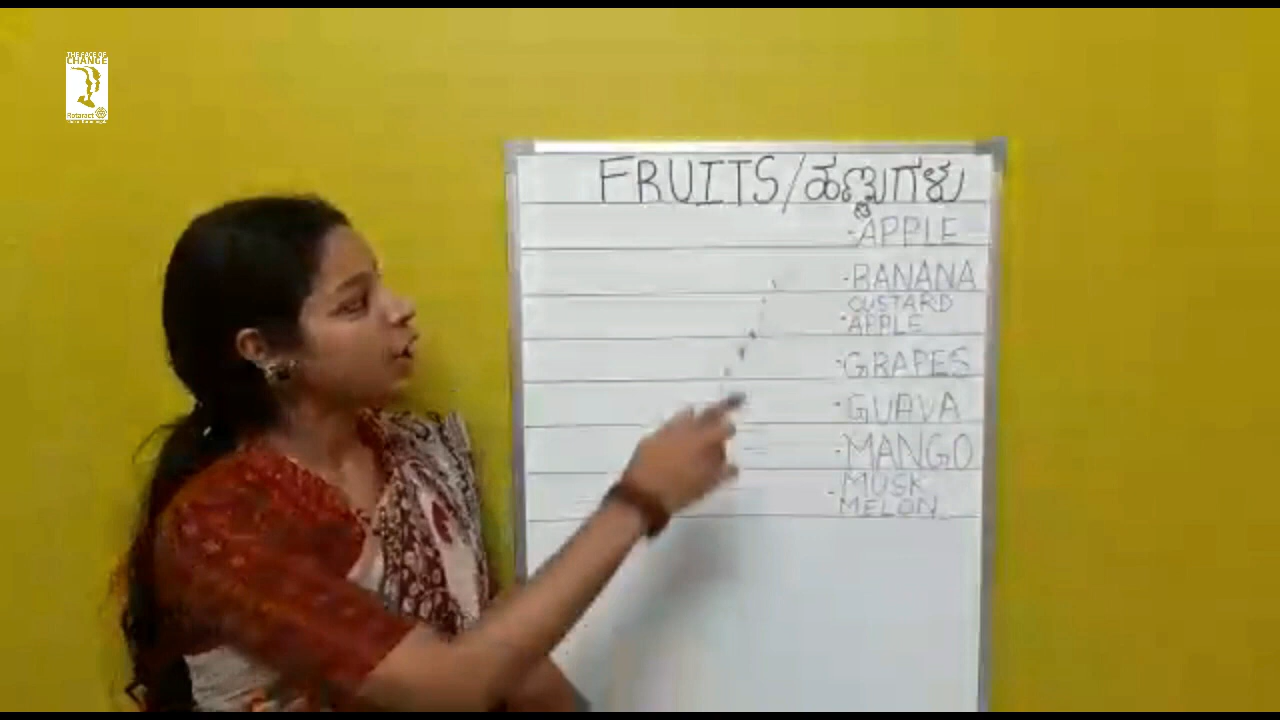 THE FACE OF
CHANGE
Rotaract
FRUITS/ಹಣ್ಣುಗಳು
·APPLE
·BANANA
CUSTARD
·APPLE
·GRAPES
·GUAVA
·MANGO
·MUSK
MELON